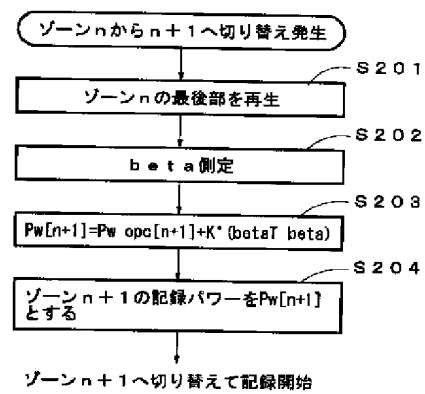 ゾーンnからn+1へ切り替え発生
S201
ゾーンnの最後部を再生
S202
beta測定
S203
Pw[n+1]=Pw opc[n+1]+K*(betaT beta)
S204
ゾーンn+1の記録パワーをPw[n+1]
とする
ゾーンn+1へ切り替えて記録開始